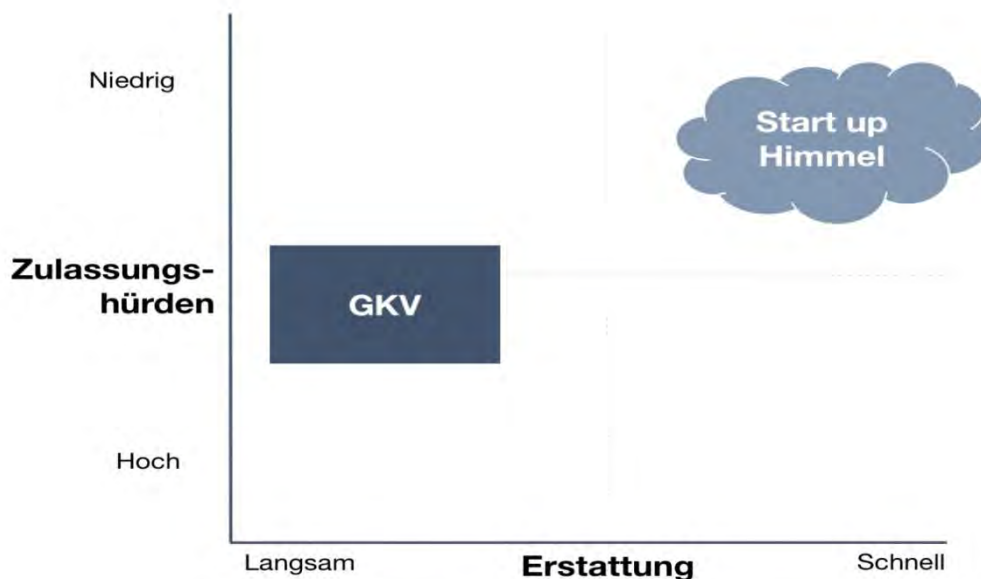 Niedrig
Start up
Himmel
Zulassungs-
hürden
GKV
Hoch
Langsam
Erstattung
Schnell